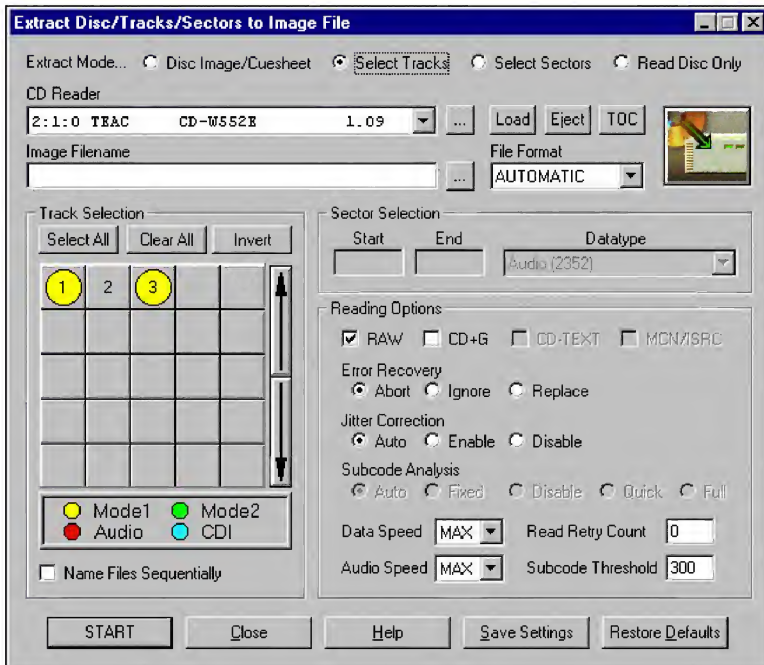 Extract Disc/Tracks/Sectors to Image File
Extract Mode... Disc Image/Cuesheet Select Tracks Select Sectors Read Disc Only
CD Reader
2:1:0 TEAC CD-W552E 1.09 ... Load Eject TOC
Image Filename File Format
... AUTOMATIC
Track Selection Sector Selection
Select All Clear All Invert Start End Datatype
Audio (2352)
1 2 3
Reading Options
RAW CD+G CD-TEXT MCN/ISRC
Error Recovery
Abort Ignore Replace
Jitter Correction
Auto Enable Disable
Subcode Analysis
Auto Fixed Disable Quick Full
Mode1 Mode2
Audio CDI
Data Speed MAX Read Retry Count 0
Name Files Sequentially
Audio Speed MAX Subcode Threshold 300
START Close Help Save Settings Restore Defaults